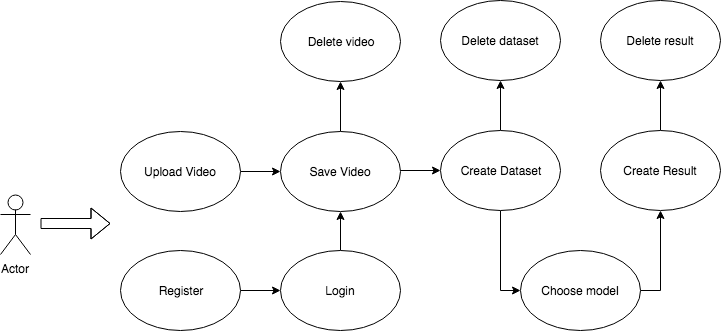 Delete video
Delete dataset
Delete result
Upload Video
Save Video
Create Dataset
Create Result
Actor
Register
Login
Choose model